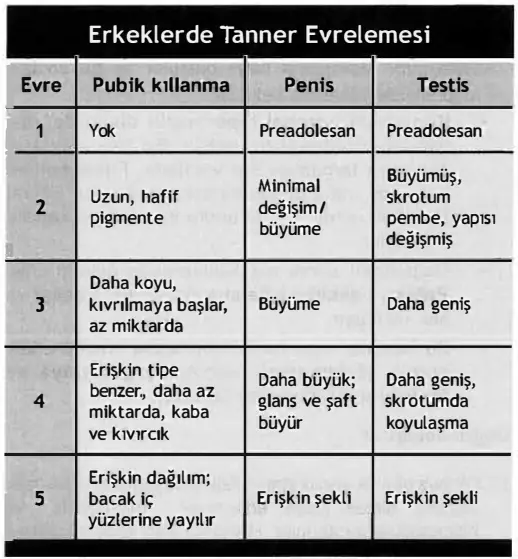 Erkeklerde Tanner Evrelemesi
Evre Pubik kıllanma Penis Testis
1 Yok Preadolesan Preadolesan
2 Uzun, hafif
pigmente
Minimal
değişim/
büyüme
Büyümüş,
skrotum
pembe, yapısı
değişmiş
3 Daha koyu,
kıvrılmaya başlar,
az miktarda
Büyüme
Daha geniş
4 Erişkin tipe
benzer, daha az
miktarda, kaba
ve kıvırcık
Daha büyük;
glans ve şaft
büyür
Daha geniş,
skrotumda
koyulaşma
5 Erişkin dağılım;
bacak iç
yüzlerine yayılır
Erişkin şekli
Erişkin şekli